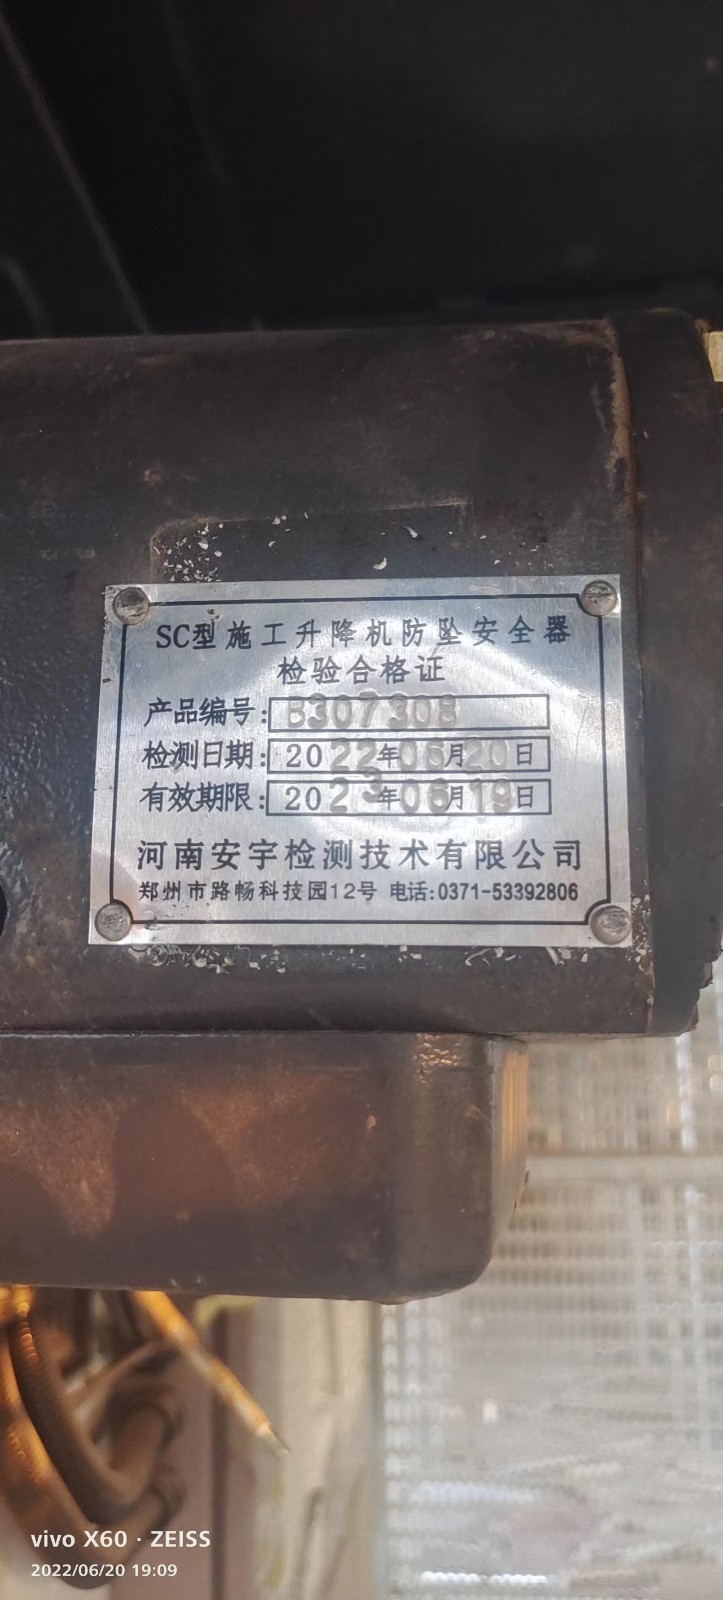 SC型施工升降机防坠安全器
检验合格证
产品编号: B307308
检测日期: 2022年06月20日
有效期限: 2023年06月19日
河南安宇检测技术有限公司
郑州市路畅科技园12号 电话:0371-53392806
vivo X60 · ZEISS
2022/06/20 19:09